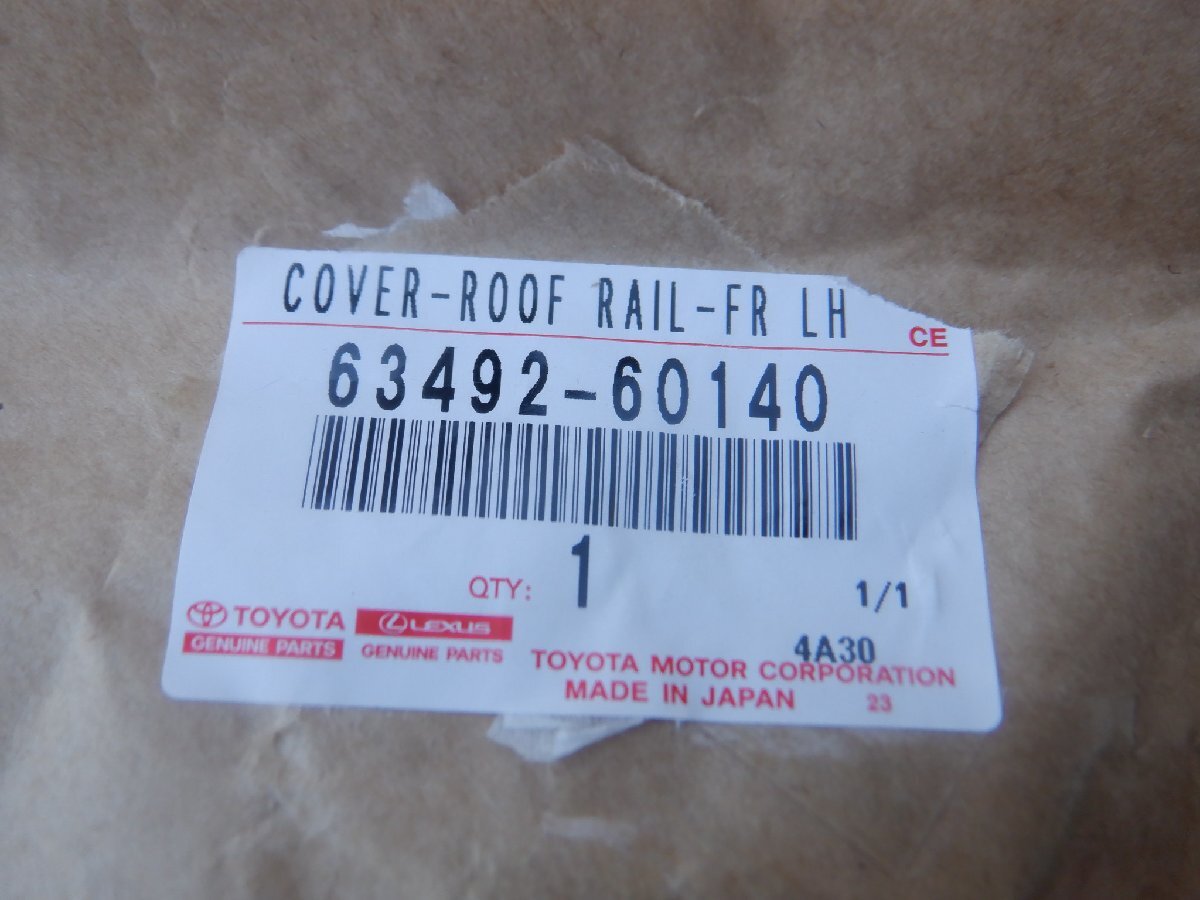 COVER-ROOF RAIL-FR LH
CE
63492-60140
QTY: 1
1/1
TOYOTA
GENUINE PARTS
LEXUS
GENUINE PARTS
4A30
TOYOTA MOTOR CORPORATION
MADE IN JAPAN 23